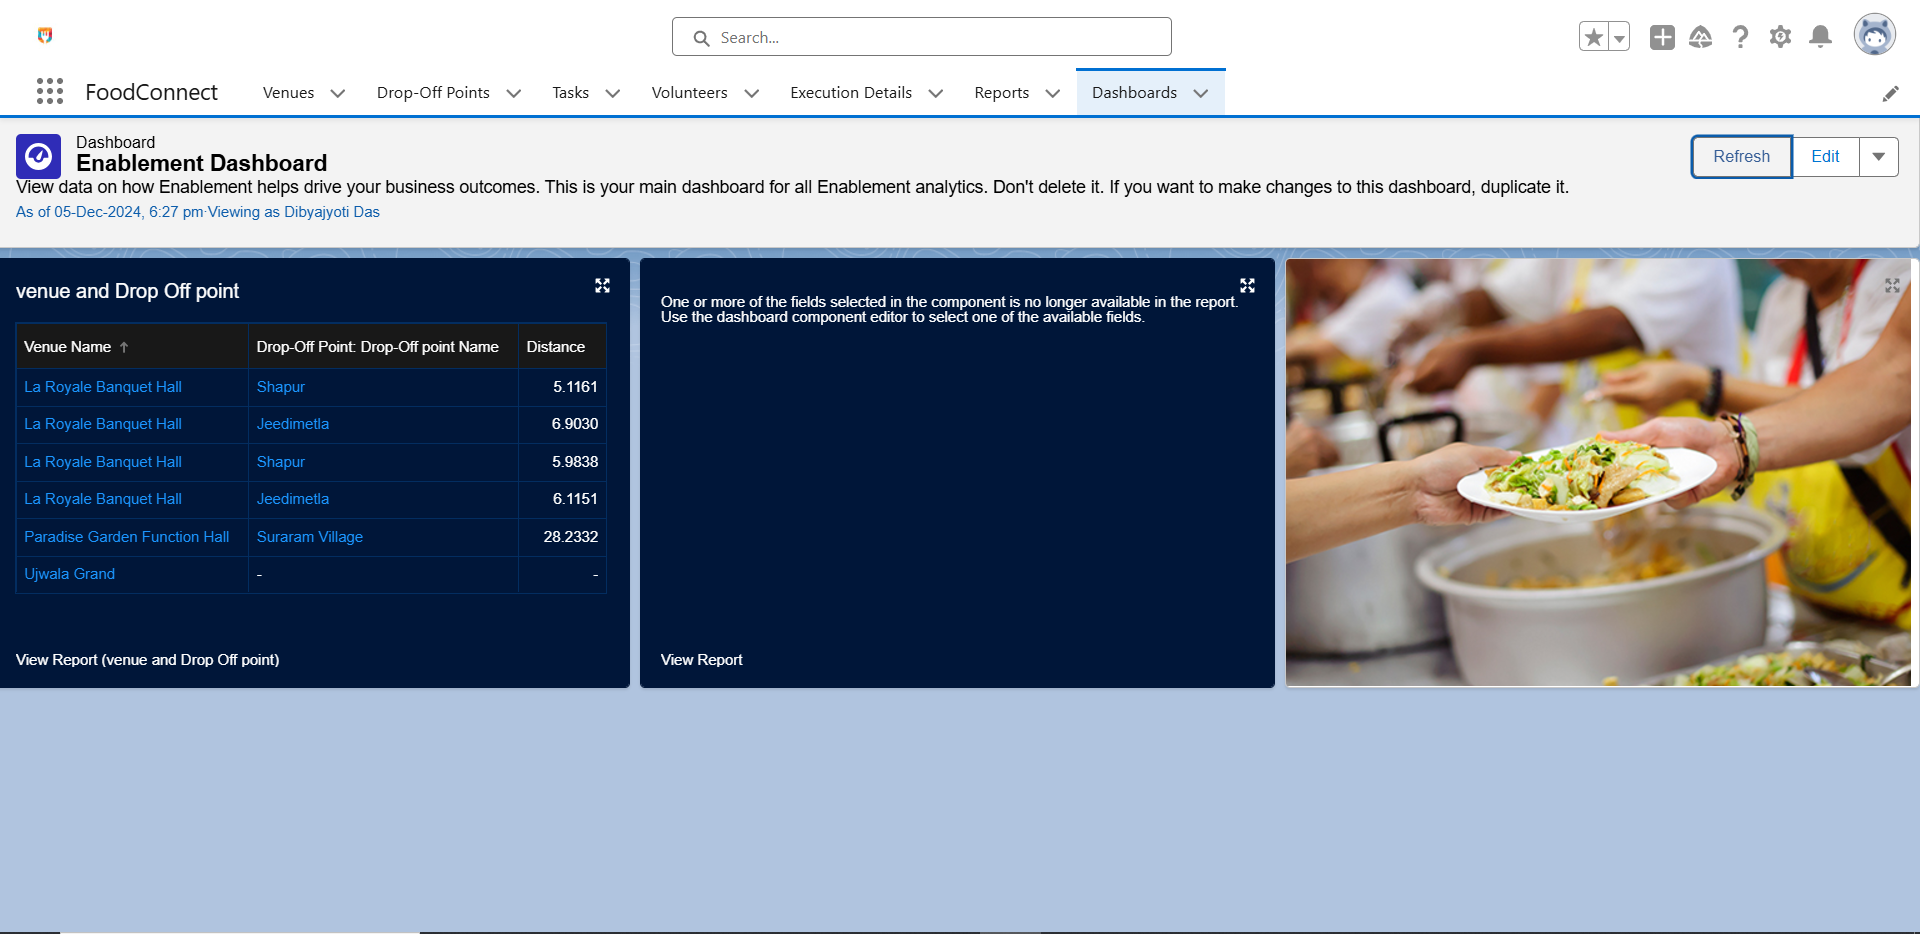 Search...
FoodConnect
Venues
Drop-Off Points
Tasks
Volunteers
Execution Details
Reports
Dashboards
Dashboard
Enablement Dashboard
View data on how Enablement helps drive your business outcomes. This is your main dashboard for all Enablement analytics. Don't delete it. If you want to make changes to this dashboard, duplicate it.
As of 05-Dec-2024, 6:27 pm·Viewing as Dibyajyoti Das
Refresh
Edit
venue and Drop Off point
Venue Name ↑ Drop-Off Point: Drop-Off point Name Distance
La Royale Banquet Hall Shapur 5.1161
La Royale Banquet Hall Jeedimetla 6.9030
La Royale Banquet Hall Shapur 5.9838
La Royale Banquet Hall Jeedimetla 6.1151
Paradise Garden Function Hall Suraram Village 28.2332
Ujwala Grand - -
View Report (venue and Drop Off point)
One or more of the fields selected in the component is no longer available in the report.
Use the dashboard component editor to select one of the available fields.
View Report